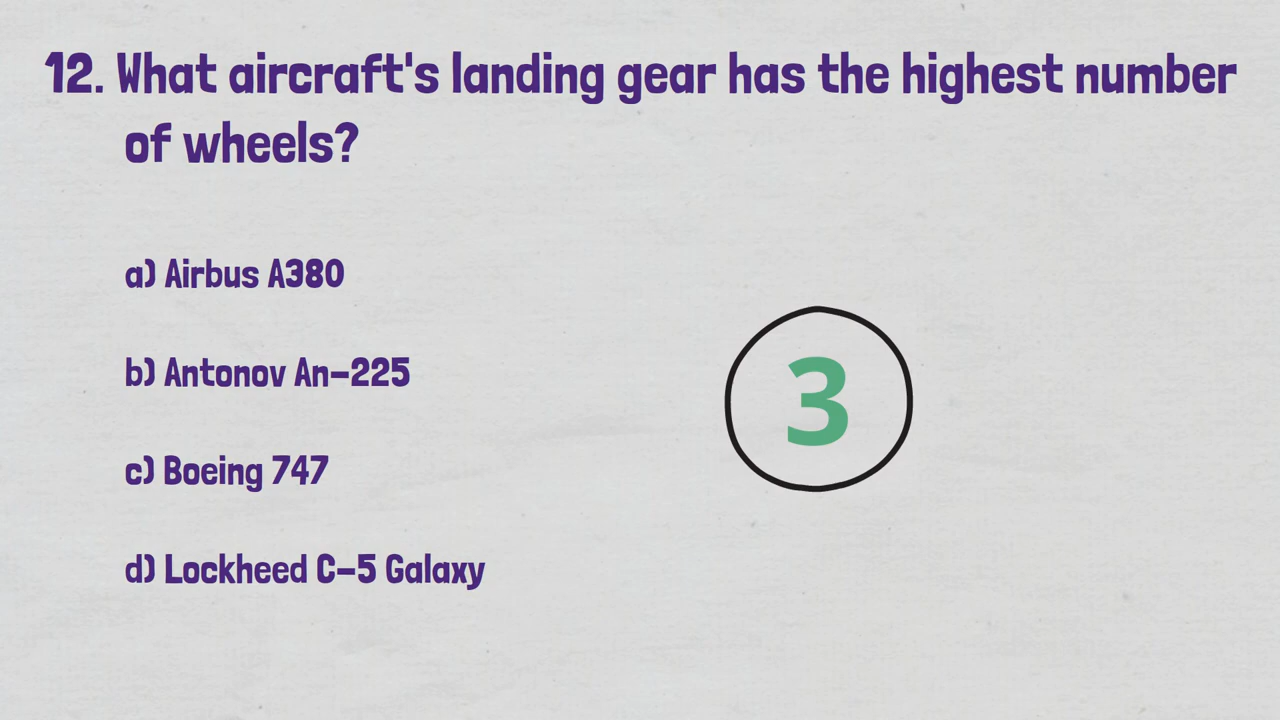 12. What aircraft's landing gear has the highest number
of wheels?
a) Airbus A380
b) Antonov An-225
3
c) Boeing 747
d) Lockheed C-5 Galaxy